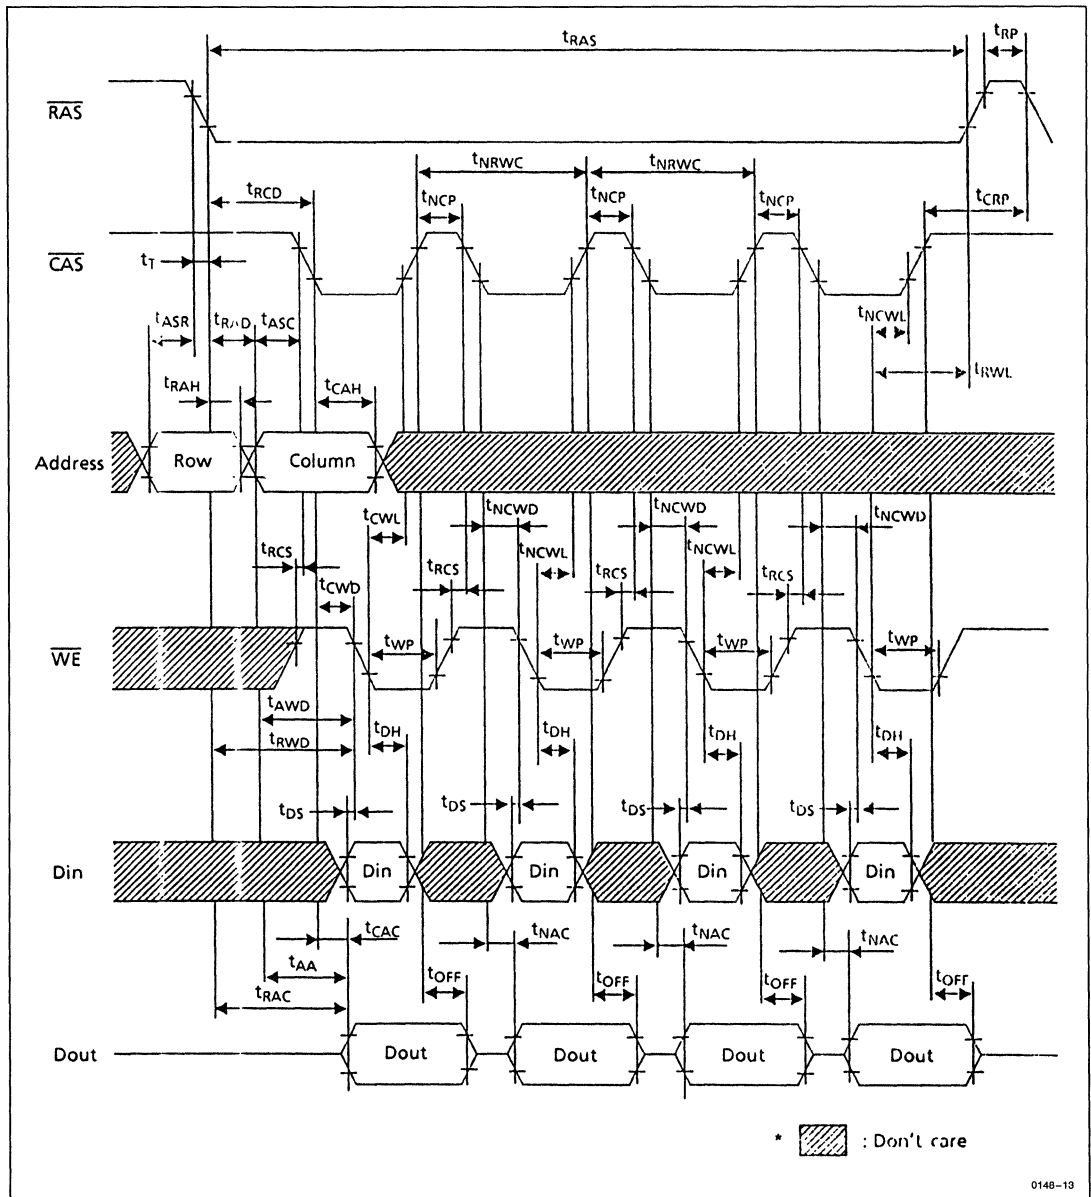 tRAS
tRP
RAS
tNRWC
tNRWC
tRCD
tNCP
tNCP
tNCP
tCRP
CAS
tT
tASR
tRAD
tASC
tNCWL
tRAH
tCAH
tRWL
Address
Row
Column
tCWL
tNCWD
tNCWD
tNCWD
tRCS
tNCWL
tNCWL
tCWD
tRCS
tRCS
tRCS
WE
tWP
tWP
tWP
tWP
tAWD
tRWD
tDH
tDH
tDH
tDH
tDS
tDS
tDS
tDS
Din
Din
Din
Din
Din
tCAC
tNAC
tNAC
tNAC
tAA
tOFF
tOFF
tOFF
tOFF
tRAC
Dout
Dout
Dout
Dout
Dout
* : Don't care
0148-13